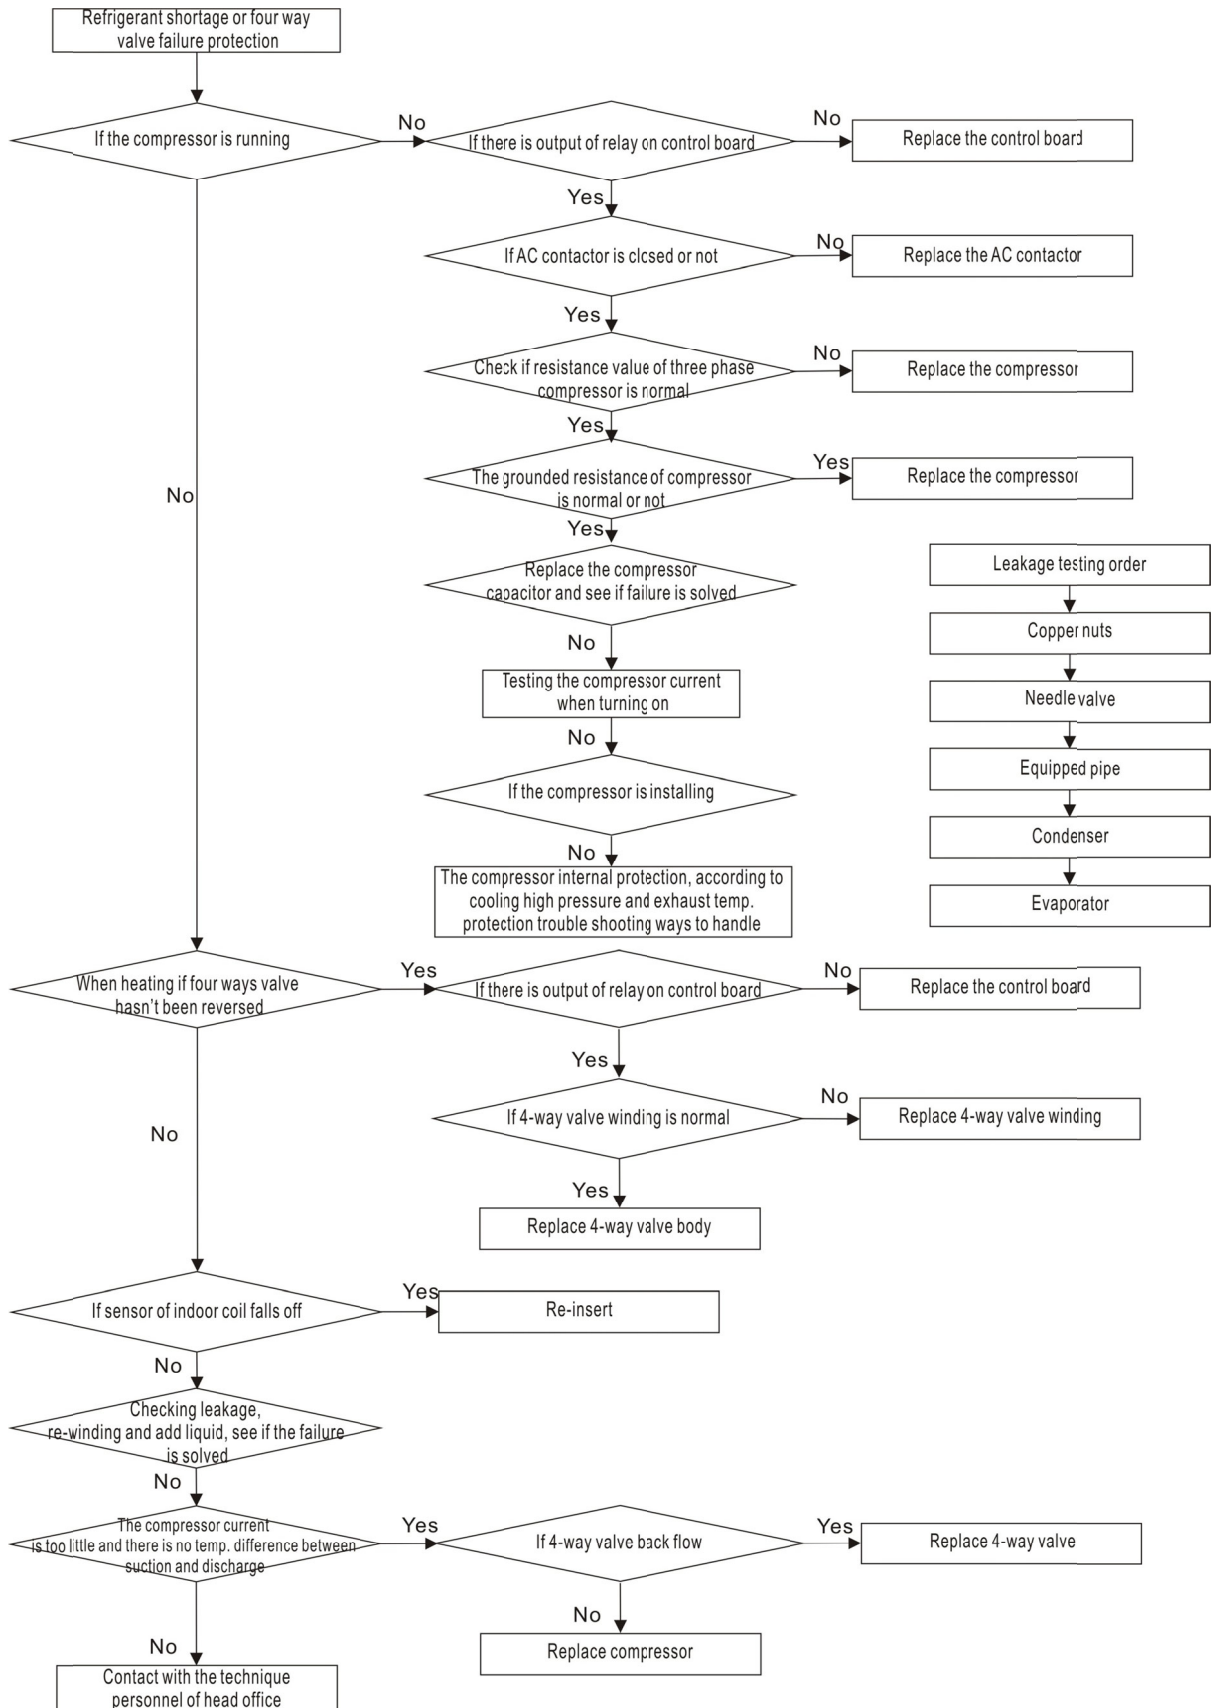 Refrigerant shortage or four way
valve failure protection
If the compressor is running
No
If there is output of relay on control board
No
Replace the control board
Yes
If AC contactor is closed or not
No
Replace the AC contactor
Yes
Check if resistance value of three phase
compressor is normal
No
Replace the compressor
Yes
The grounded resistance of compressor
is normal or not
Yes
Replace the compressor
No
Yes
Replace the compressor
capacitor and see if failure is solved
No
Testing the compressor current
when turning on
No
If the compressor is installing
No
The compressor internal protection, according to
cooling high pressure and exhaust temp.
protection trouble shooting ways to handle
Leakage testing order
Copper nuts
Needle valve
Equipped pipe
Condenser
Evaporator
When heating if four ways valve
hasn't been reversed
Yes
If there is output of relay on control board
No
Replace the control board
Yes
If 4-way valve winding is normal
No
Replace 4-way valve winding
No
Yes
Replace 4-way valve body
If sensor of indoor coil falls off
Yes
Re-insert
No
Checking leakage,
re-winding and add liquid, see if the failure
is solved
No
The compressor current
is too little and there is no temp. difference between
suction and discharge
Yes
If 4-way valve back flow
Yes
Replace 4-way valve
No
Replace compressor
No
Contact with the technique
personnel of head office